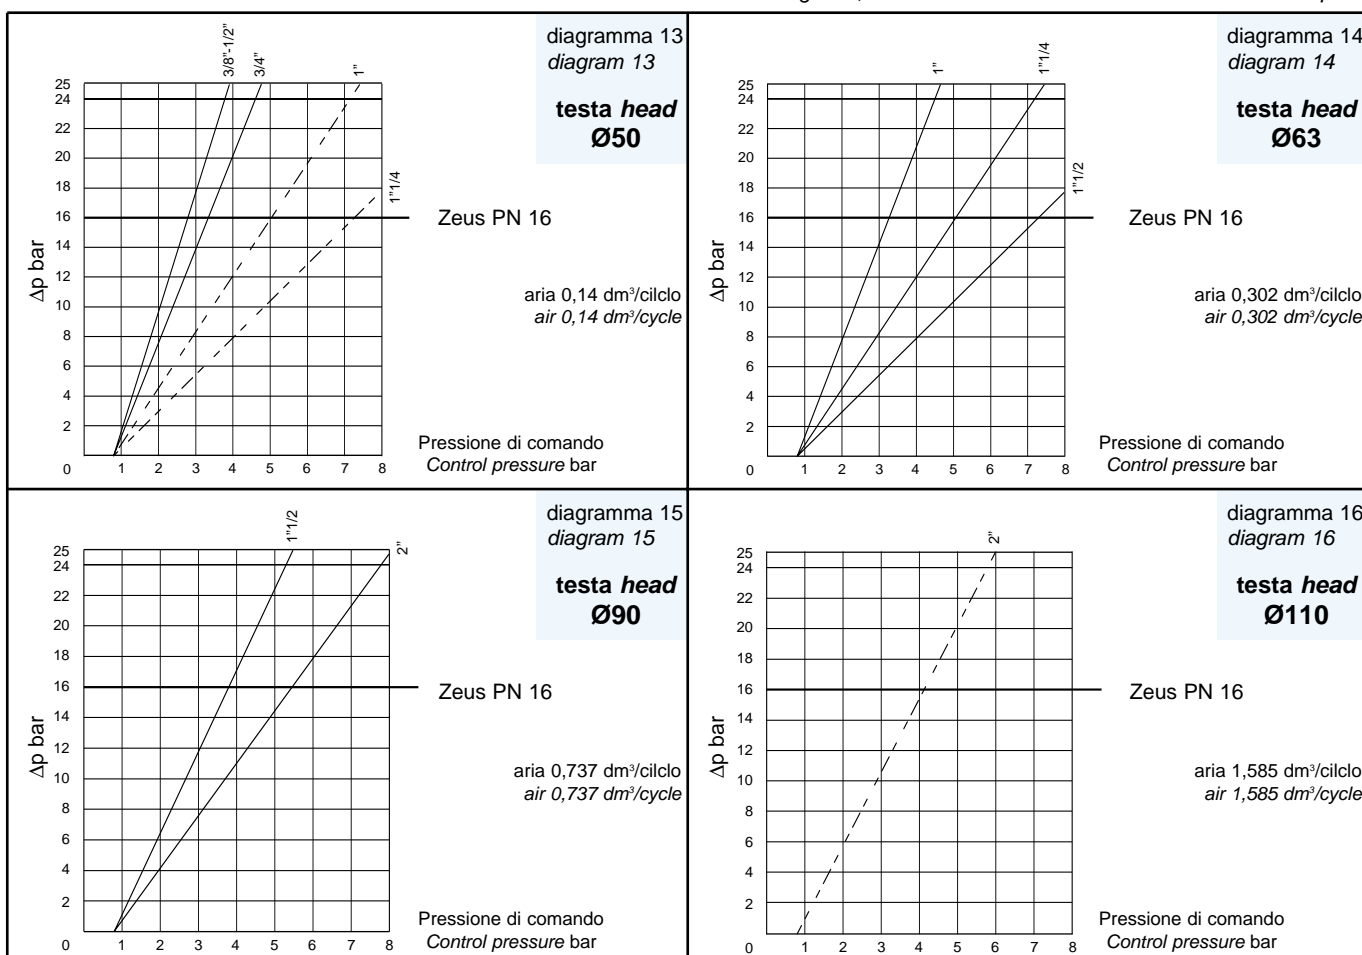 3/8"-1/2"
3/4"
1"
1"1/4
diagramma 13
diagram 13
testa head
Ø50
25
24
22
20
18
16
14
12
10
8
6
4
2
0
1 2 3 4 5 6 7 8
Δp bar
Zeus PN 16
aria 0,14 dm³/cilclo
air 0,14 dm³/cycle
Pressione di comando
Control pressure bar
1"
1"1/4
1"1/2
diagramma 14
diagram 14
testa head
Ø63
25
24
22
20
18
16
14
12
10
8
6
4
2
0
1 2 3 4 5 6 7 8
Δp bar
Zeus PN 16
aria 0,302 dm³/cilclo
air 0,302 dm³/cycle
Pressione di comando
Control pressure bar
1"1/2
2"
diagramma 15
diagram 15
testa head
Ø90
25
24
22
20
18
16
14
12
10
8
6
4
2
0
1 2 3 4 5 6 7 8
Δp bar
Zeus PN 16
aria 0,737 dm³/cilclo
air 0,737 dm³/cycle
Pressione di comando
Control pressure bar
2"
diagramma 16
diagram 16
testa head
Ø110
25
24
22
20
18
16
14
12
10
8
6
4
2
0
1 2 3 4 5 6 7 8
Δp bar
Zeus PN 16
aria 1,585 dm³/cilclo
air 1,585 dm³/cycle
Pressione di comando
Control pressure bar